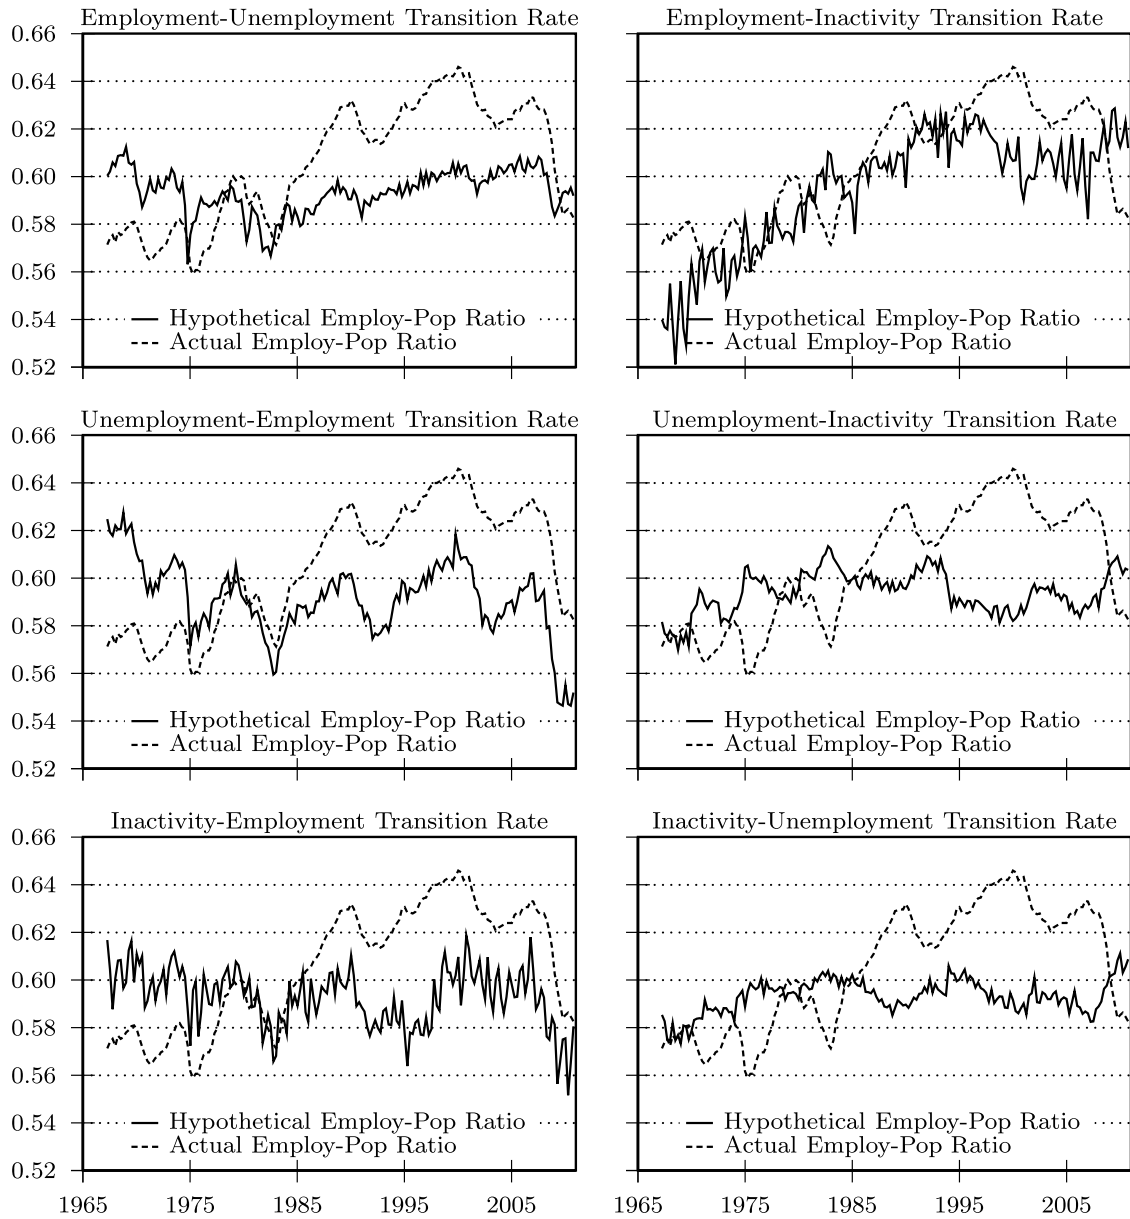 Employment-Unemployment Transition Rate
0.66
0.64
0.62
0.60
0.58
0.56
0.54
0.52
Hypothetical Employ-Pop Ratio
Actual Employ-Pop Ratio
Employment-Inactivity Transition Rate
Hypothetical Employ-Pop Ratio
Actual Employ-Pop Ratio
Unemployment-Employment Transition Rate
0.66
0.64
0.62
0.60
0.58
0.56
0.54
0.52
Hypothetical Employ-Pop Ratio
Actual Employ-Pop Ratio
Unemployment-Inactivity Transition Rate
Hypothetical Employ-Pop Ratio
Actual Employ-Pop Ratio
Inactivity-Employment Transition Rate
0.66
0.64
0.62
0.60
0.58
0.56
0.54
0.52
Hypothetical Employ-Pop Ratio
Actual Employ-Pop Ratio
1965 1975 1985 1995 2005
Inactivity-Unemployment Transition Rate
Hypothetical Employ-Pop Ratio
Actual Employ-Pop Ratio
1965 1975 1985 1995 2005